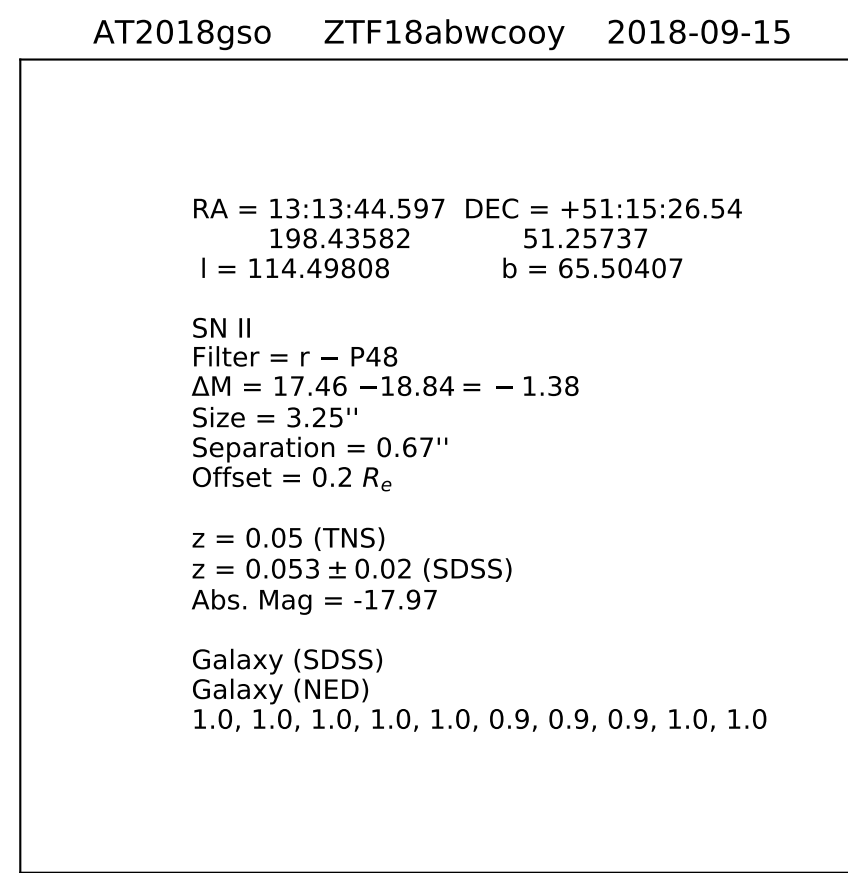 AT2018gso ZTF18abwcooy 2018-09-15
RA = 13:13:44.597 DEC = +51:15:26.54
198.43582 51.25737
l = 114.49808 b = 65.50407
SN II
Filter = r − P48
ΔM = 17.46 −18.84 = − 1.38
Size = 3.25''
Separation = 0.67''
Offset = 0.2 Rₑ
z = 0.05 (TNS)
z = 0.053 ± 0.02 (SDSS)
Abs. Mag = -17.97
Galaxy (SDSS)
Galaxy (NED)
1.0, 1.0, 1.0, 1.0, 1.0, 0.9, 0.9, 0.9, 1.0, 1.0